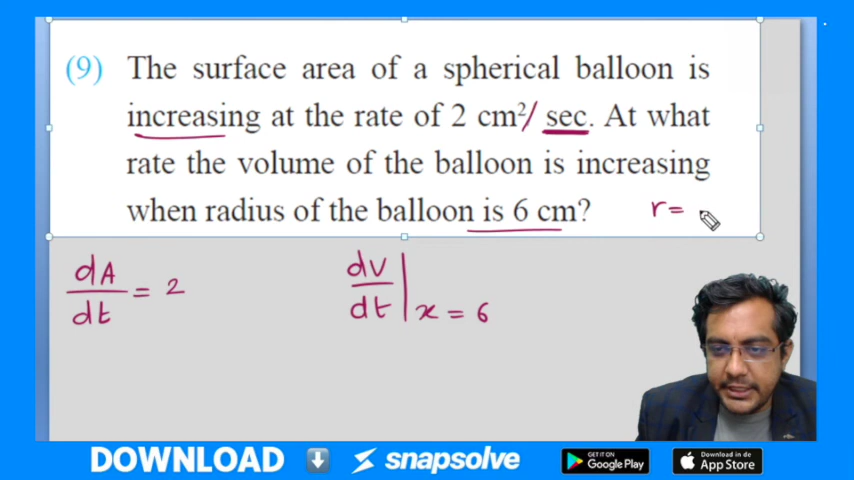 (9) The surface area of a spherical balloon is
increasing at the rate of 2 cm²/ sec. At what
rate the volume of the balloon is increasing
when radius of the balloon is 6 cm?
r =
dA/dt = 2
dv/dt | x = 6
DOWNLOAD snapsolve GET IT ON Google Play Download in de App Store